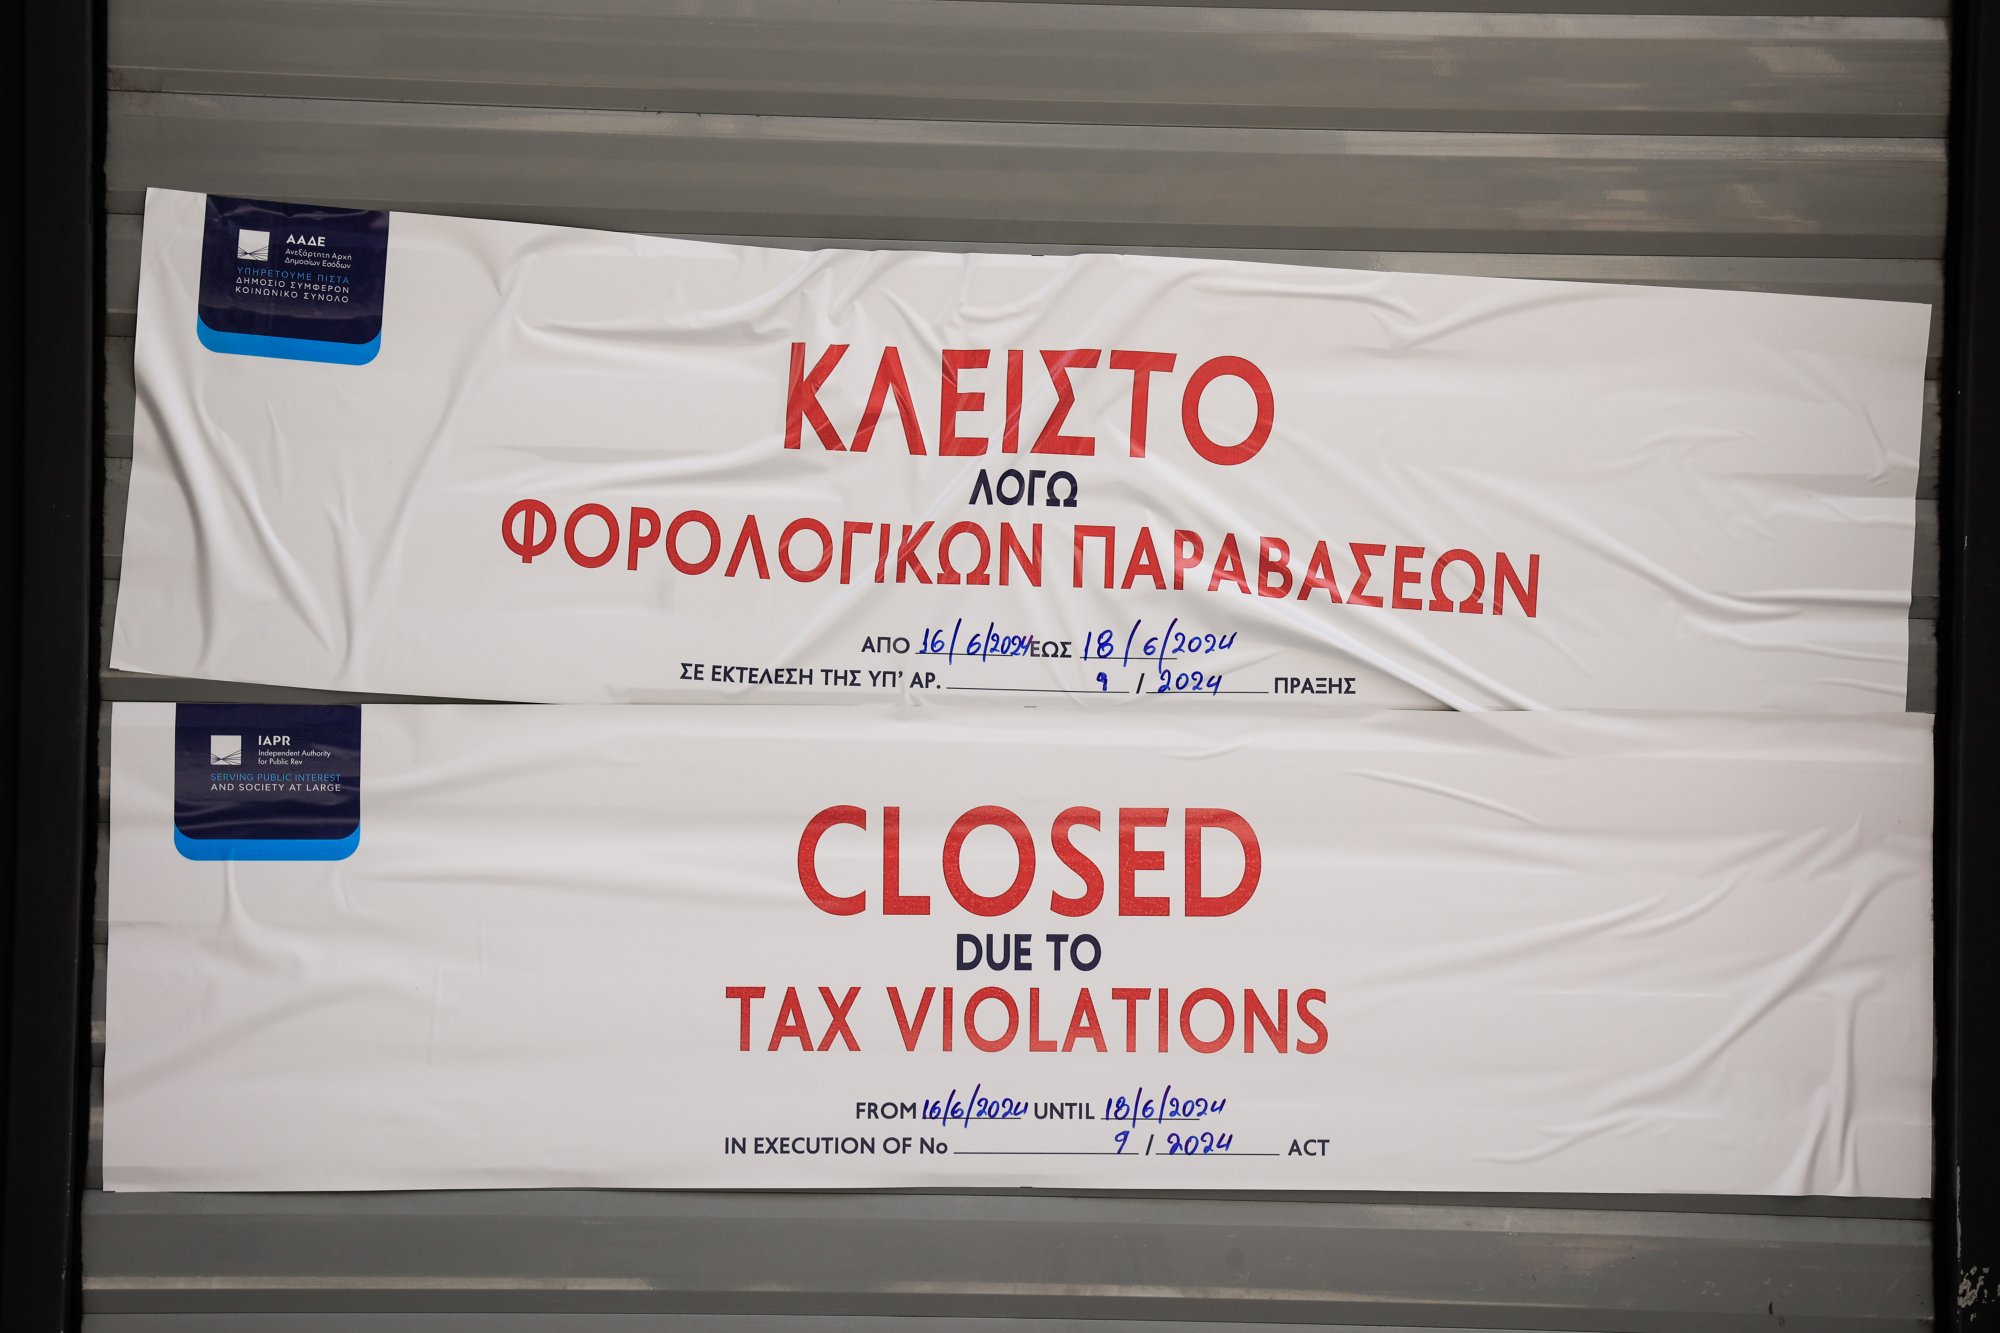 ΑΑΔΕ
Ανεξάρτητη Αρχή
Δημοσίων Εσόδων
ΥΠΗΡΕΤΟΥΜΕ ΠΙΣΤΑ
ΔΗΜΟΣΙΟ ΣΥΜΦΕΡΟΝ
ΚΟΙΝΩΝΙΚΟ ΣΥΝΟΛΟ
ΚΛΕΙΣΤΟ
ΛΟΓΩ
ΦΟΡΟΛΟΓΙΚΩΝ ΠΑΡΑΒΑΣΕΩΝ
ΑΠΟ 16/6/2024 ΕΩΣ 18/6/2024
ΣΕ ΕΚΤΕΛΕΣΗ ΤΗΣ ΥΠ' ΑΡ. 9 / 2024 ΠΡΑΞΗΣ
IAPR
Independent Authority
for Public Rev
SERVING PUBLIC INTEREST
AND SOCIETY AT LARGE
CLOSED
DUE TO
TAX VIOLATIONS
FROM 16/6/2024 UNTIL 18/6/2024
IN EXECUTION OF No 9 / 2024 ACT